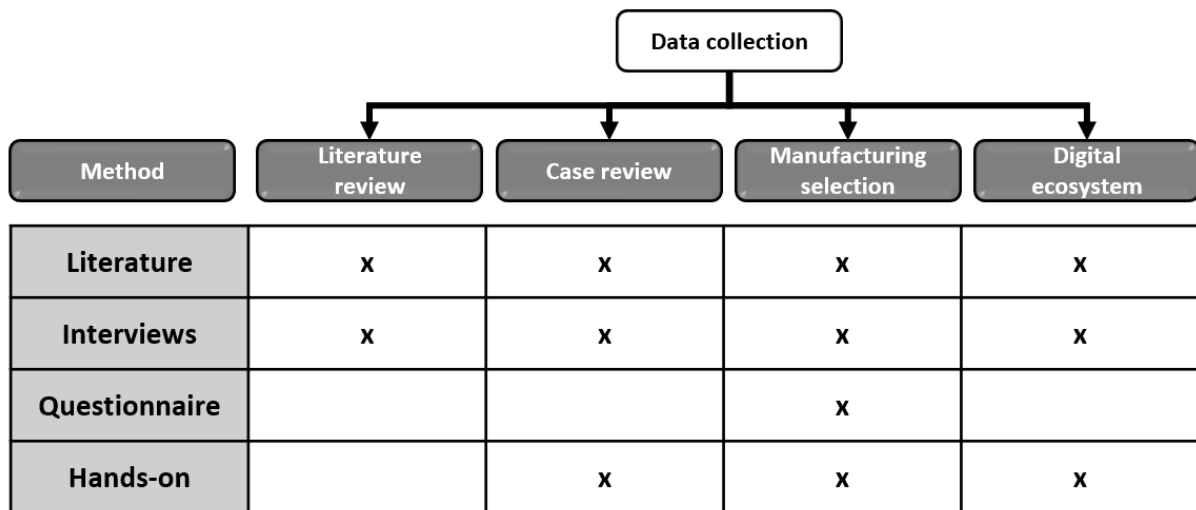 Data collection
Method
Literature
review
Case review
Manufacturing
selection
Digital
ecosystem
Literature x x x x
Interviews x x x x
Questionnaire x
Hands-on x x x